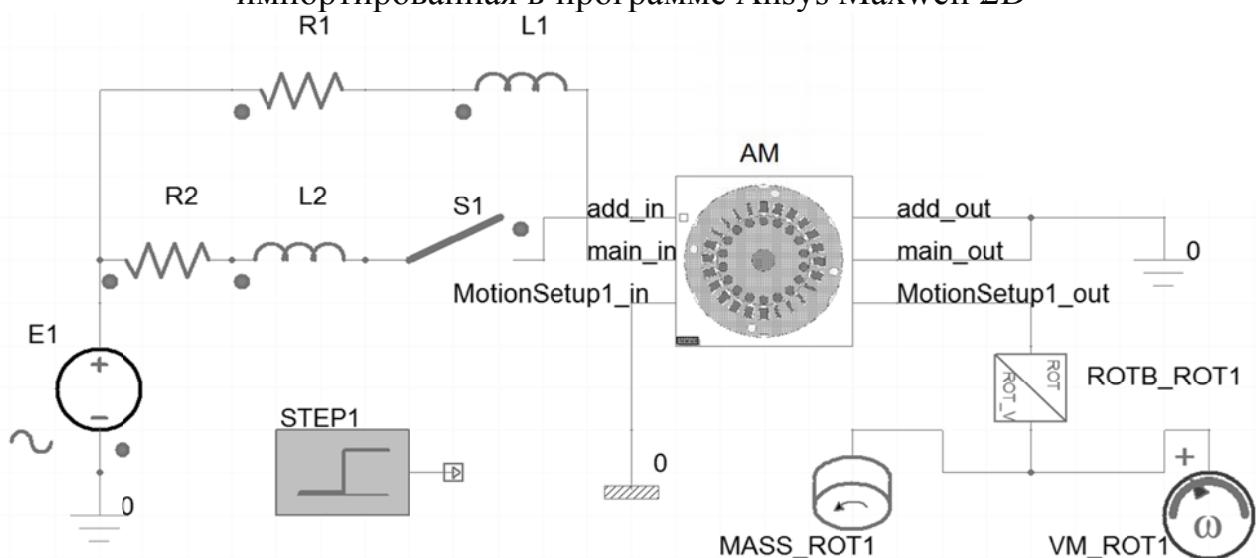 импортированная в программе Ansys Maxwell 2D
R1
L1
AM
R2
L2
S1
add_in
add_out
main_in
main_out
0
MotionSetup1_in
MotionSetup1_out
E1
ROT
ROT_V
ROTB_ROT1
STEP1
0
0
ω
MASS_ROT1
VM_ROT1